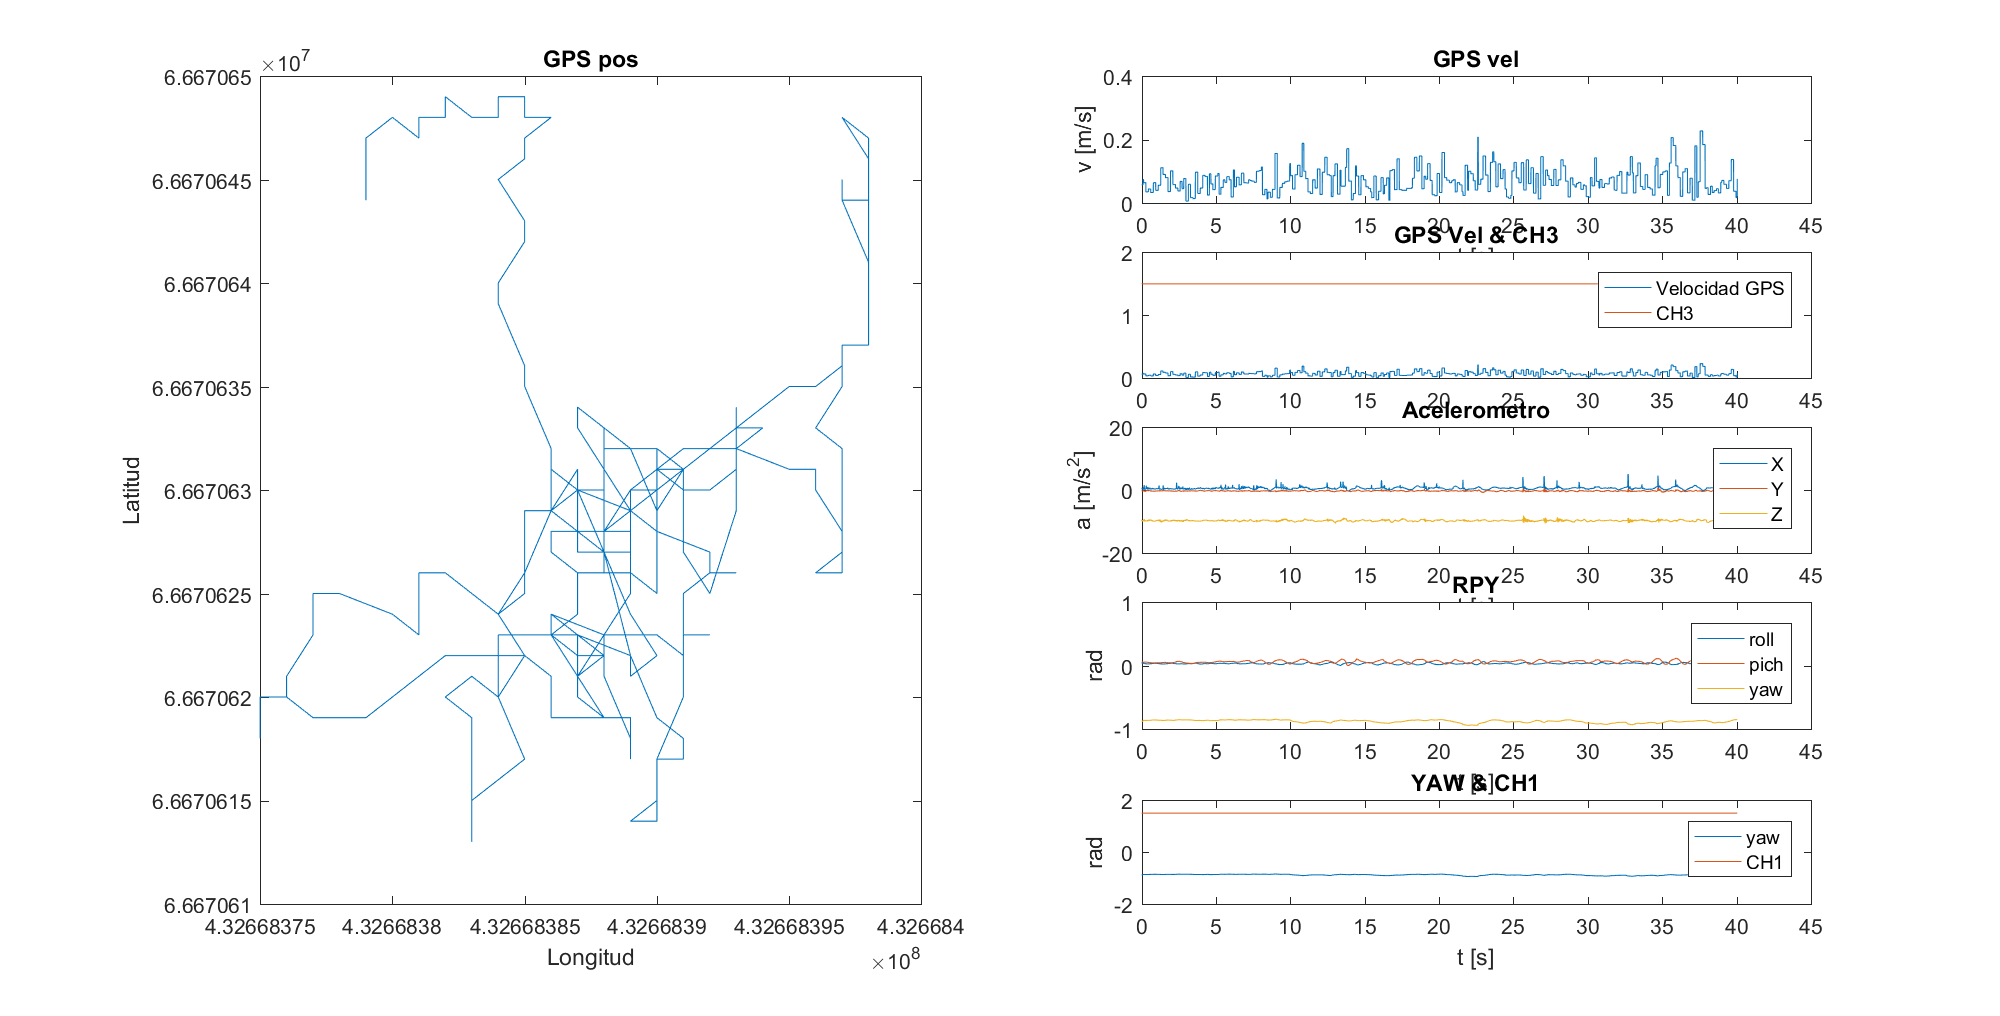 GPS pos
×10^7
6.667065
6.6670645
6.667064
6.6670635
6.667063
6.6670625
6.667062
6.6670615
6.667061
Latitud
4.32668375 4.3266838 4.32668385 4.3266839 4.32668395 4.326684
Longitud
×10^8
GPS vel
0.4
0.2
0
v [m/s]
0 5 10 15 20 25 30 35 40 45
t [s]
GPS Vel & CH3
2
1
0
Velocidad GPS
CH3
0 5 10 15 20 25 30 35 40 45
Acelerometro
20
0
-20
a [m/s^2]
X
Y
Z
0 5 10 15 20 25 30 35 40 45
t [s]
RPY
1
0
-1
rad
roll
pich
yaw
0 5 10 15 20 25 30 35 40 45
t [s]
YAW & CH1
2
0
-2
rad
yaw
CH1
0 5 10 15 20 25 30 35 40 45
t [s]